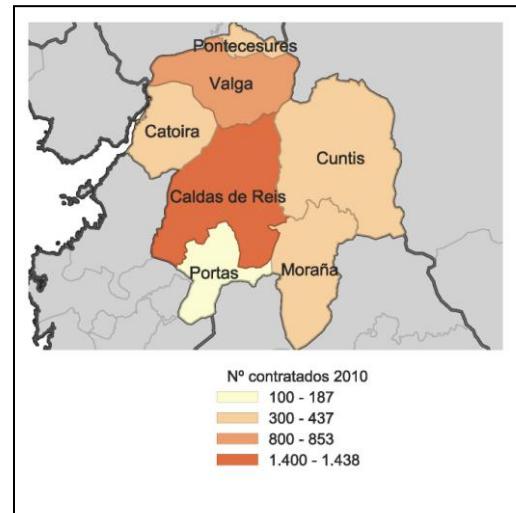 Pontecesures
Valga
Catoira
Cuntis
Caldas de Reis
Portas
Moraña
Nº contratados 2010
100 - 187
300 - 437
800 - 853
1.400 - 1.438